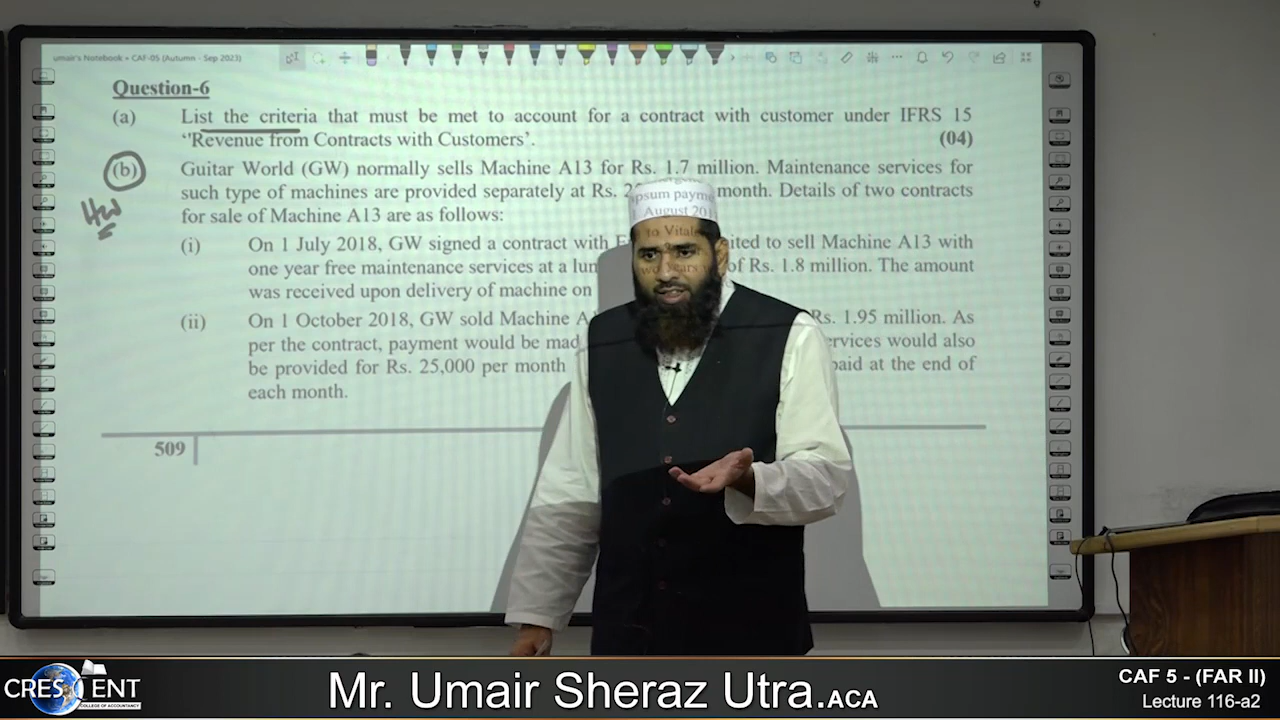 umair's Notebook » CAF-05 (Autumn - Sep 2023)
Question-6
(a) List the criteria that must be met to account for a contract with customer under IFRS 15
‘'Revenue from Contracts with Customers’. (04)
(b) Guitar World (GW) normally sells Machine A13 for Rs. 1.7 million. Maintenance services for
such type of machines are provided separately at Rs. month. Details of two contracts
for sale of Machine A13 are as follows:
HW
(i) On 1 July 2018, GW signed a contract with to sell Machine A13 with
one year free maintenance services at a of Rs. 1.8 million. The amount
was received upon delivery of machine on
(ii) On 1 October 2018, GW sold Machine Rs. 1.95 million. As
per the contract, payment would be would also
be provided for Rs. 25,000 per month at the end of
each month.
509
CRESCENT
COLLEGE OF ACCOUNTANCY
Mr. Umair Sheraz Utra.ACA
CAF 5 - (FAR II)
Lecture 116-a2